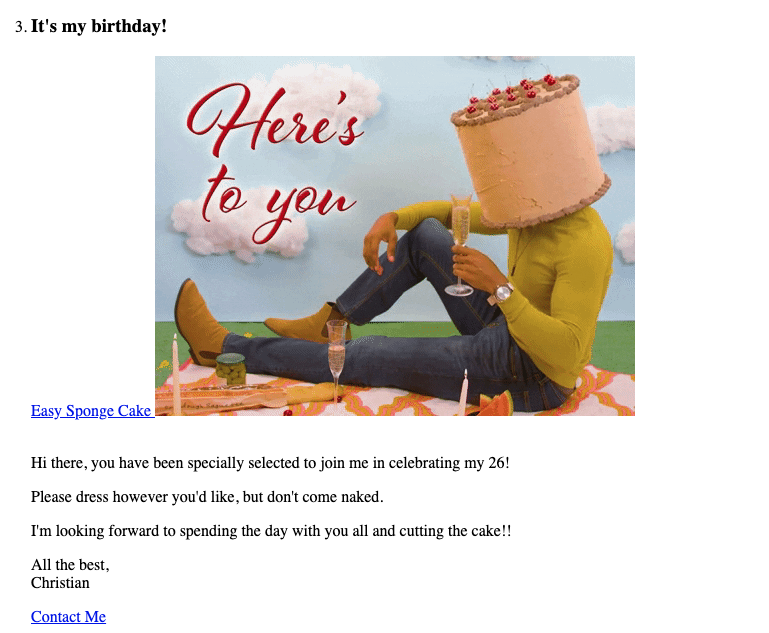 3. It's my birthday!
Here's
to you
Easy Sponge Cake
Hi there, you have been specially selected to join me in celebrating my 26!
Please dress however you'd like, but don't come naked.
I'm looking forward to spending the day with you all and cutting the cake!!
All the best,
Christian
Contact Me